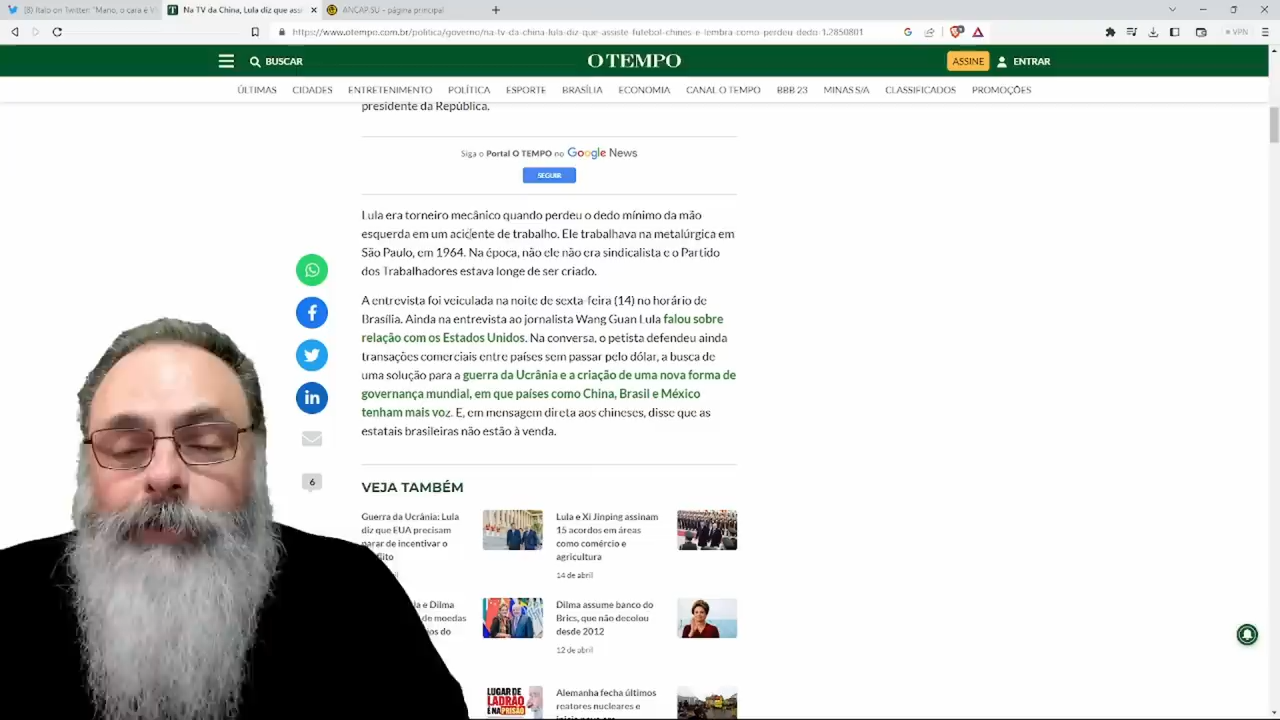 (8) Italo on Twitter: "Mano, o cara é V
Na TV da China, Lula diz que ass
ANCAP.SU - página principal
https://www.otempo.com.br/politica/governo/na-tv-da-china-lula-diz-que-assiste-futebol-chines-e-lembra-como-perdeu-dedo-1.2850801
VPN
BUSCAR
O TEMPO
ASSINE
ENTRAR
ÚLTIMAS CIDADES ENTRETENIMENTO POLÍTICA ESPORTE BRASÍLIA ECONOMIA CANAL O TEMPO BBB 23 MINAS S/A CLASSIFICADOS PROMOÇÕES
presidente da República.
Siga o Portal O TEMPO no Google News
SEGUIR
Lula era torneiro mecânico quando perdeu o dedo mínimo da mão
esquerda em um acidente de trabalho. Ele trabalhava na metalúrgica em
São Paulo, em 1964. Na época, não ele não era sindicalista e o Partido
dos Trabalhadores estava longe de ser criado.
A entrevista foi veiculada na noite de sexta-feira (14) no horário de
Brasília. Ainda na entrevista ao jornalista Wang Guan Lula falou sobre
relação com os Estados Unidos. Na conversa, o petista defendeu ainda
transações comerciais entre países sem passar pelo dólar, a busca de
uma solução para a guerra da Ucrânia e a criação de uma nova forma de
governança mundial, em que países como China, Brasil e México
tenham mais voz. E, em mensagem direta aos chineses, disse que as
estatais brasileiras não estão à venda.
6
VEJA TAMBÉM
Guerra da Ucrânia: Lula
diz que EUA precisam
parar de incentivar o
Lula e Xi Jinping assinam
15 acordos em áreas
como comércio e
agricultura
14 de abril
e Dilma
de moedas
do
Dilma assume banco do
Brics, que não decolou
desde 2012
12 de abril
LUGAR DE
LADRÃO
É NA PRISÃO
Alemanha fecha últimos
reatores nucleares e